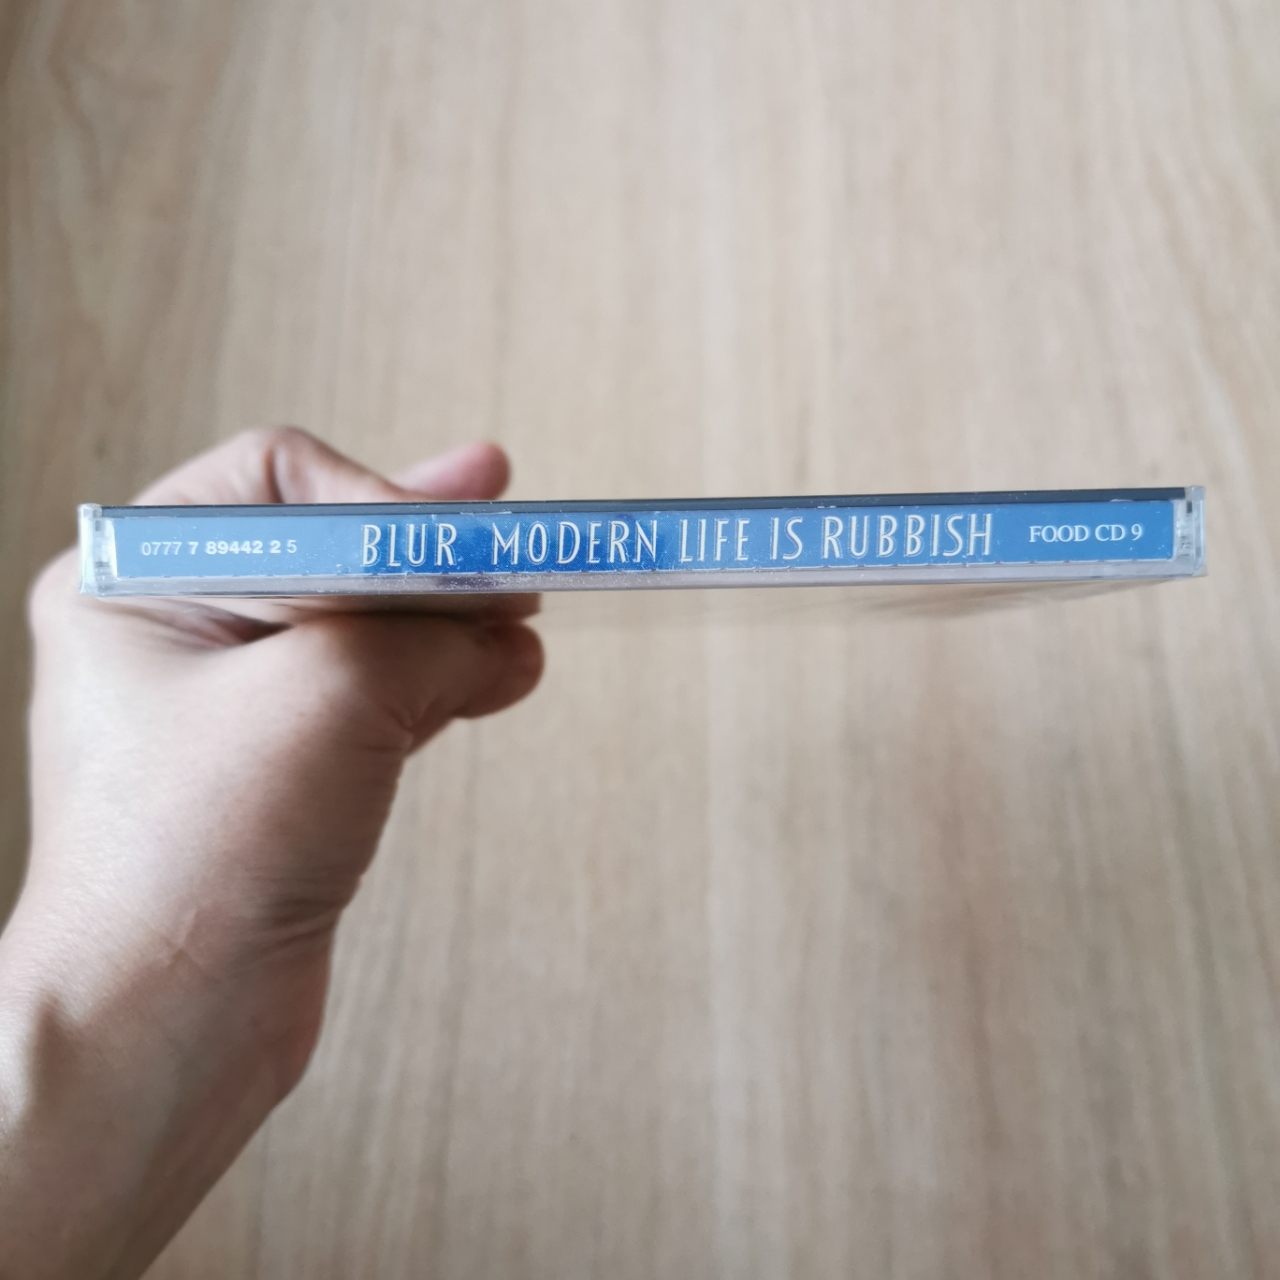 0777 7 89442 2 5 BLUR MODERN LIFE IS RUBBISH FOOD CD 9